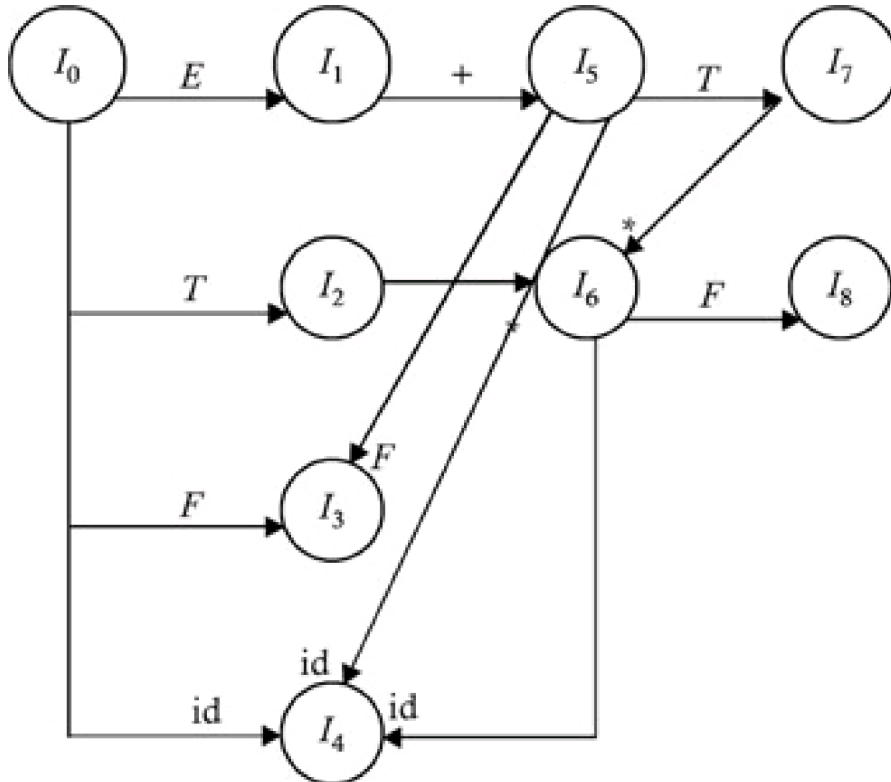 I0 E I1 + I5 T I7
*
T I2 I6 F I8
*
F
F I3
id
id I4 id